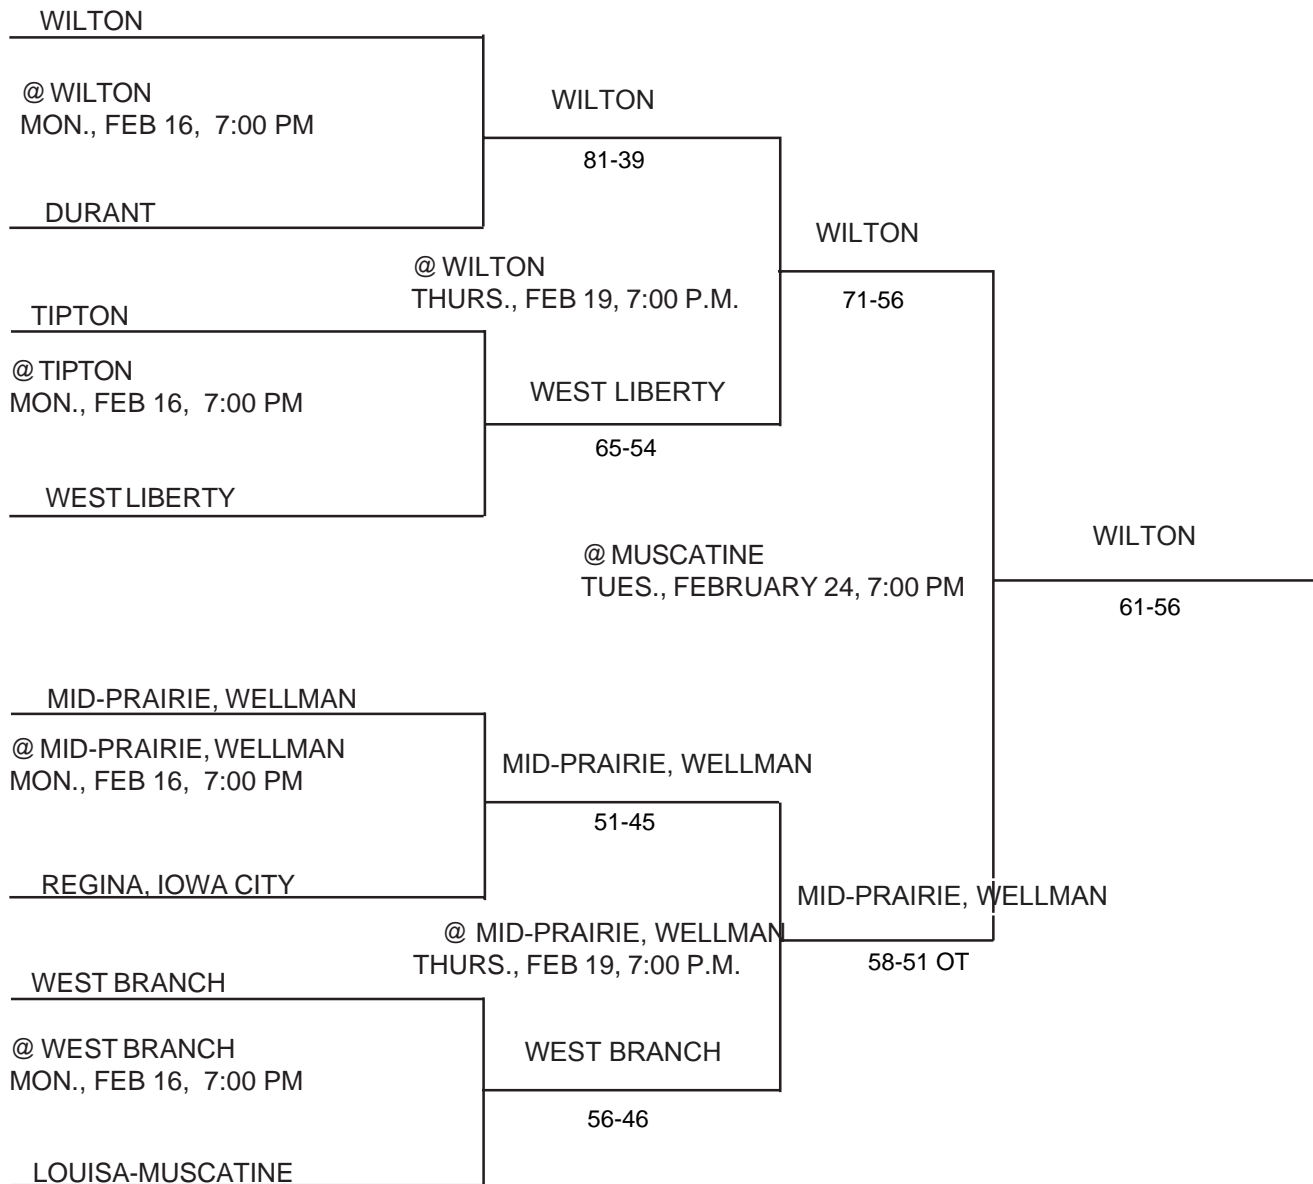 WILTON
@ WILTON
MON., FEB 16, 7:00 PM
WILTON
81-39
DURANT
WILTON
@ WILTON
THURS., FEB 19, 7:00 P.M.
71-56
TIPTON
@ TIPTON
MON., FEB 16, 7:00 PM
WEST LIBERTY
65-54
WEST LIBERTY
WILTON
@ MUSCATINE
TUES., FEBRUARY 24, 7:00 PM
61-56
MID-PRAIRIE, WELLMAN
@ MID-PRAIRIE, WELLMAN
MON., FEB 16, 7:00 PM
MID-PRAIRIE, WELLMAN
51-45
REGINA, IOWA CITY
MID-PRAIRIE, WELLMAN
@ MID-PRAIRIE, WELLMAN
THURS., FEB 19, 7:00 P.M.
58-51 OT
WEST BRANCH
@ WEST BRANCH
MON., FEB 16, 7:00 PM
WEST BRANCH
56-46
LOUISA-MUSCATINE